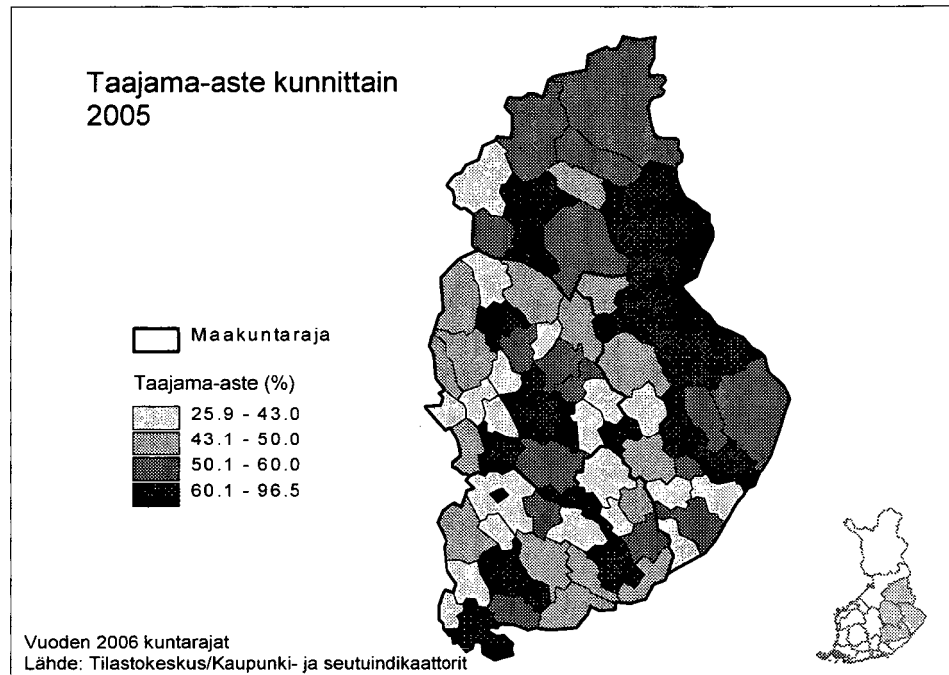 Taajama-aste kunnittain
2005
Maakuntaraja
Taajama-aste (%)
25.9 - 43.0
43.1 - 50.0
50.1 - 60.0
60.1 - 96.5
Vuoden 2006 kuntarajat
Lähde: Tilastokeskus/Kaupunki- ja seutuindikaattorit